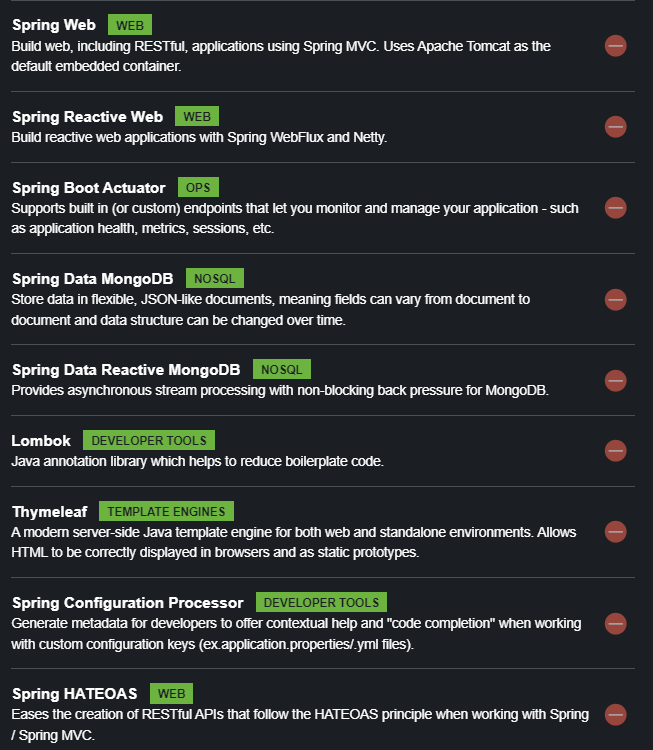 Spring Web WEB
Build web, including RESTful, applications using Spring MVC. Uses Apache Tomcat as the
default embedded container.
Spring Reactive Web WEB
Build reactive web applications with Spring WebFlux and Netty.
Spring Boot Actuator OPS
Supports built in (or custom) endpoints that let you monitor and manage your application - such
as application health, metrics, sessions, etc.
Spring Data MongoDB NOSQL
Store data in flexible, JSON-like documents, meaning fields can vary from document to
document and data structure can be changed over time.
Spring Data Reactive MongoDB NOSQL
Provides asynchronous stream processing with non-blocking back pressure for MongoDB.
Lombok DEVELOPER TOOLS
Java annotation library which helps to reduce boilerplate code.
Thymeleaf TEMPLATE ENGINES
A modern server-side Java template engine for both web and standalone environments. Allows
HTML to be correctly displayed in browsers and as static prototypes.
Spring Configuration Processor DEVELOPER TOOLS
Generate metadata for developers to offer contextual help and "code completion" when working
with custom configuration keys (ex.application.properties/.yml files).
Spring HATEOAS WEB
Eases the creation of RESTful APIs that follow the HATEOAS principle when working with Spring
/ Spring MVC.